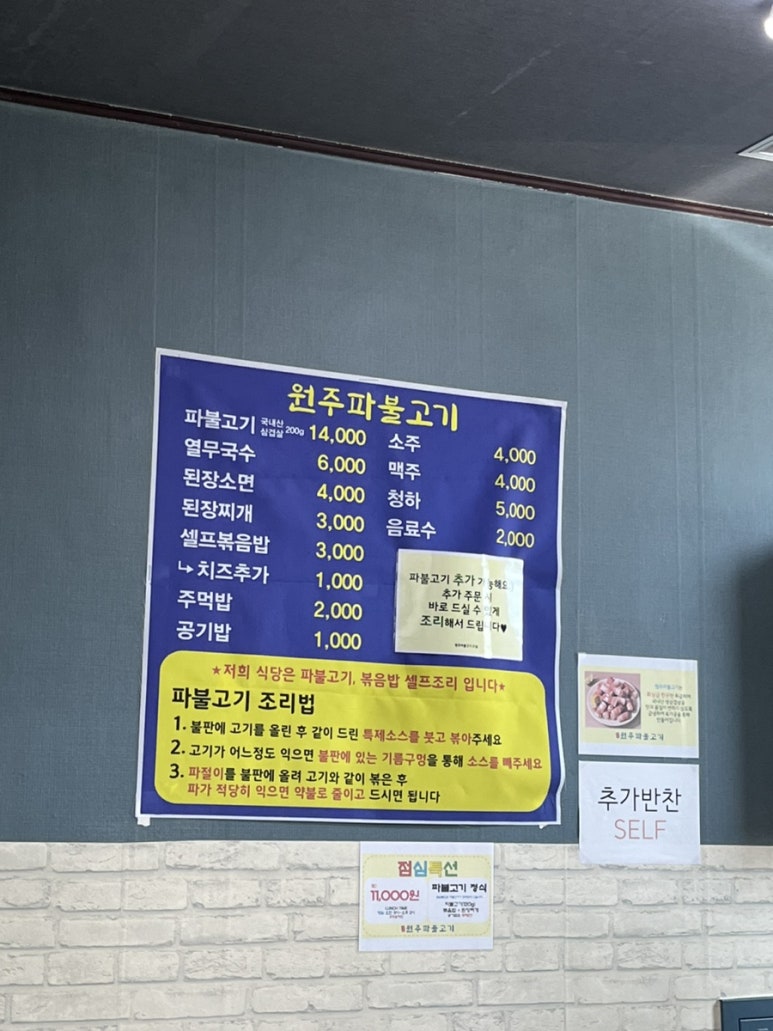 원주파불고기
파불고기 국내산 삼겹살 200g 14,000
열무국수 6,000
된장소면 4,000
된장찌개 3,000
셀프볶음밥 3,000
↳치즈추가 1,000
주먹밥 2,000
공기밥 1,000
소주 4,000
맥주 4,000
청하 5,000
음료수 2,000
파불고기 추가 가능해요
추가 주문 시
바로 드실 수 있게
조리해서 드립니다♥
★저희 식당은 파불고기, 볶음밥 셀프조리 입니다★
파불고기 조리법
1. 불판에 고기를 올린 후 같이 드린 특제소스를 붓고 볶아주세요
2. 고기가 어느정도 익으면 불판에 있는 기름구멍을 통해 소스를 빼주세요
3. 파절이를 불판에 올려 고기와 같이 볶은 후
파가 적당히 익으면 약불로 줄이고 드시면 됩니다
원주파불고기
추가반찬
SELF
점심특선
11,000원
파불고기 정식
LUNCH TIME
원주파불고기